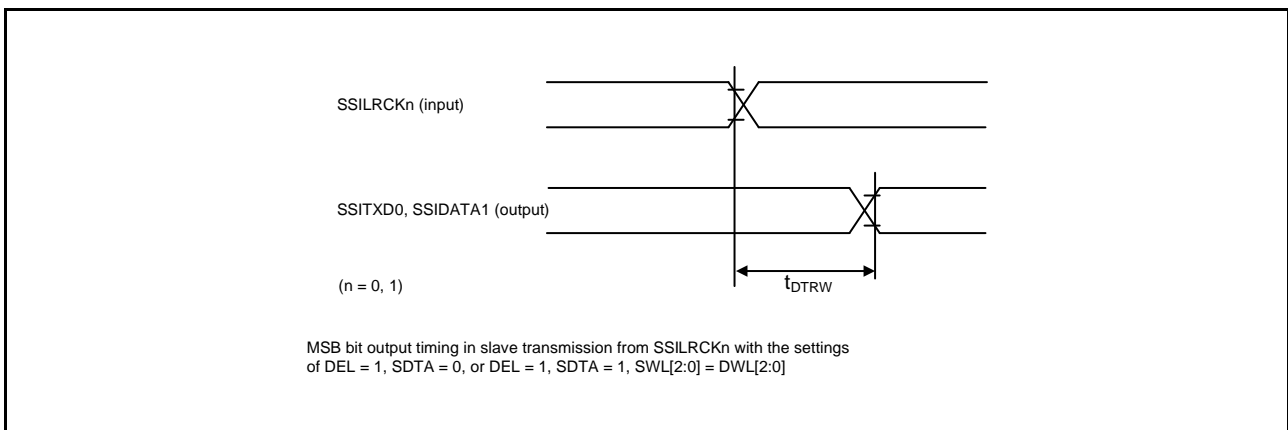 SSILRCKn (input)
SSITXD0, SSIDATA1 (output)
(n = 0, 1)
tDTRW
MSB bit output timing in slave transmission from SSILRCKn with the settings
of DEL = 1, SDTA = 0, or DEL = 1, SDTA = 1, SWL[2:0] = DWL[2:0]